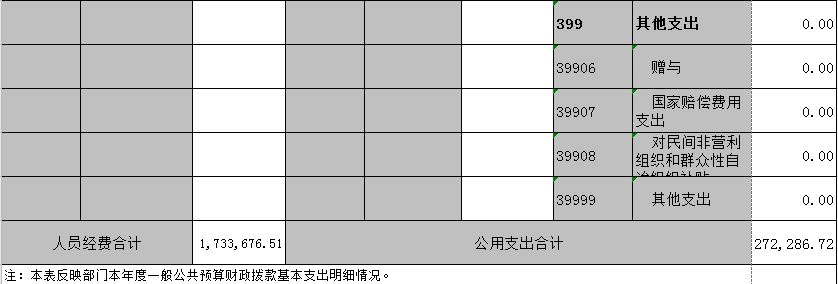 399 其他支出 0.00
39906 赠与 0.00
39907 国家赔偿费用
支出 0.00
39908 对民间非营利
组织和群众性自 0.00
39999 其他支出 0.00
人员经费合计 1,733,676.51 公用支出合计 272,286.72
注：本表反映部门本年度一般公共预算财政拨款基本支出明细情况。